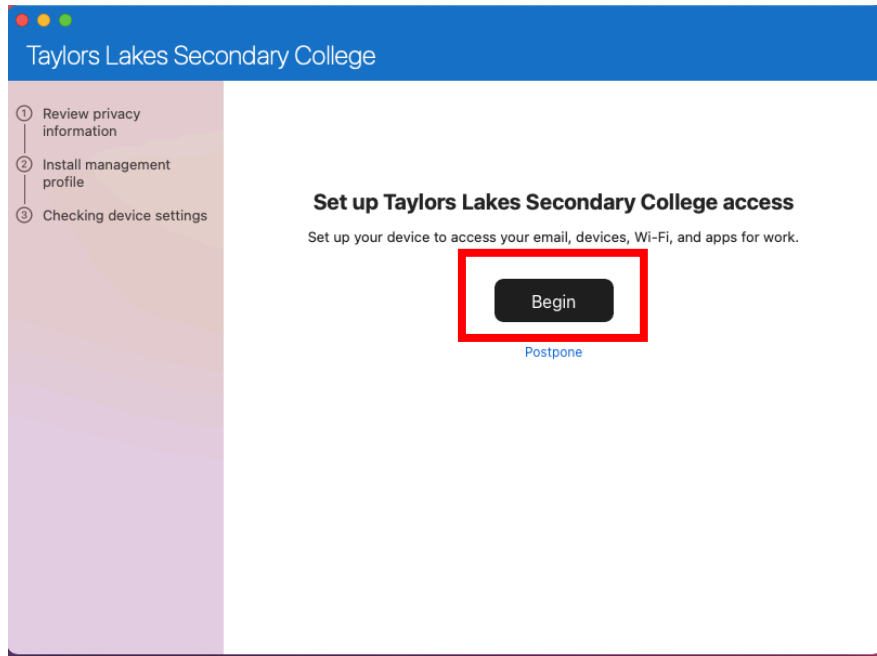 Taylors Lakes Secondary College
1 Review privacy
information
2 Install management
profile
3 Checking device settings
Set up Taylors Lakes Secondary College access
Set up your device to access your email, devices, Wi-Fi, and apps for work.
Begin
Postpone